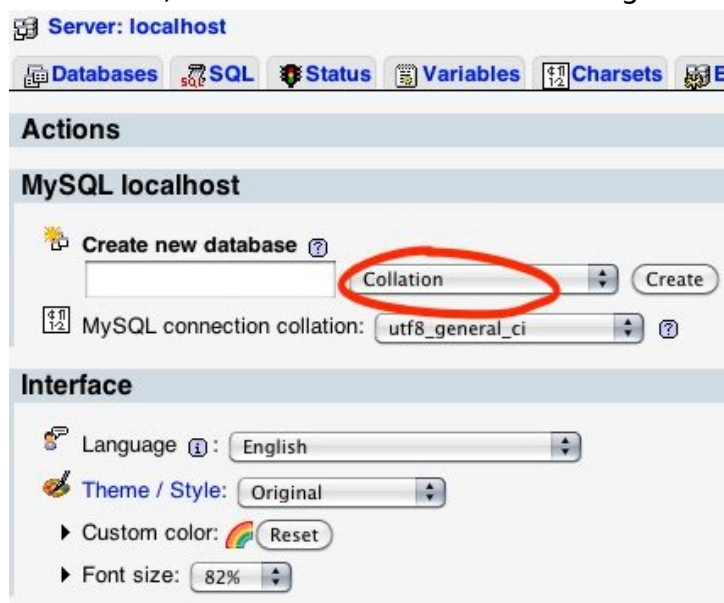 Server: localhost
Databases SQL Status Variables Charsets E
Actions
MySQL localhost
Create new database
Collation Create
MySQL connection collation: utf8_general_ci
Interface
Language : English
Theme / Style: Original
Custom color: Reset
Font size: 82%